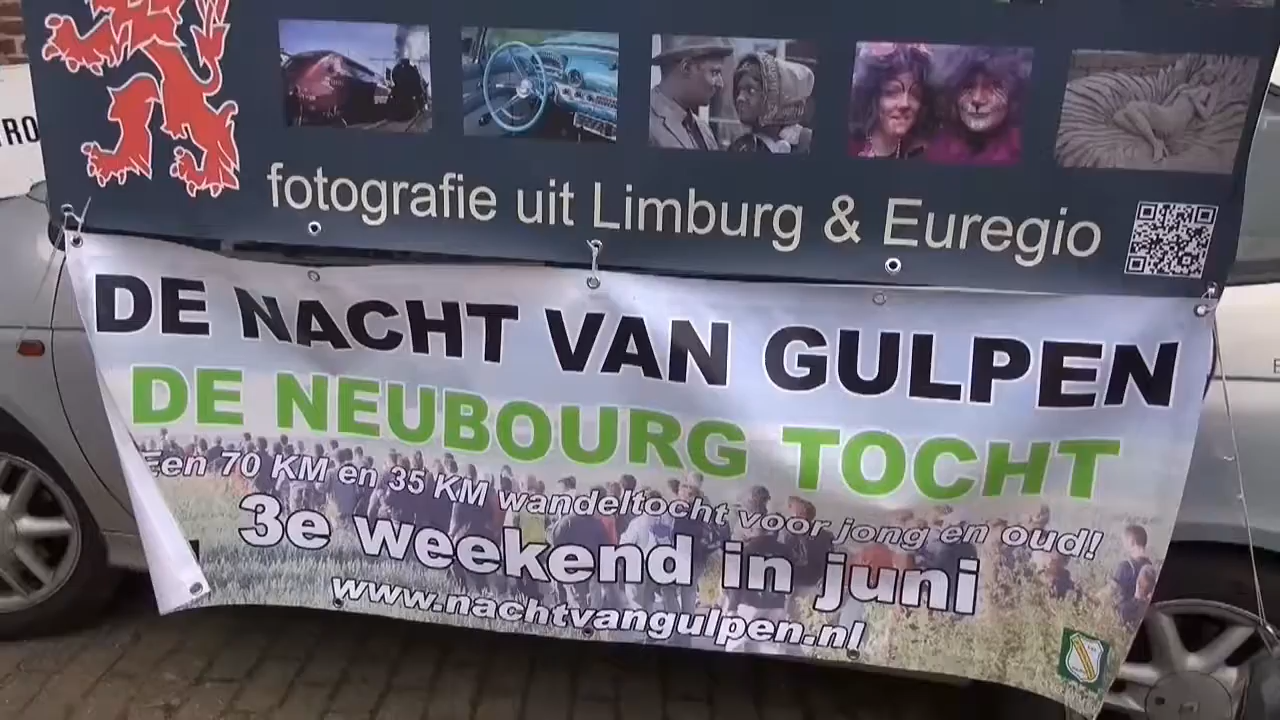 fotografie uit Limburg & Euregio
DE NACHT VAN GULPEN
DE NEUBOURG TOCHT
Een 70 KM en 35 KM wandeltocht voor jong en oud!
3e weekend in juni
www.nachtvangulpen.nl